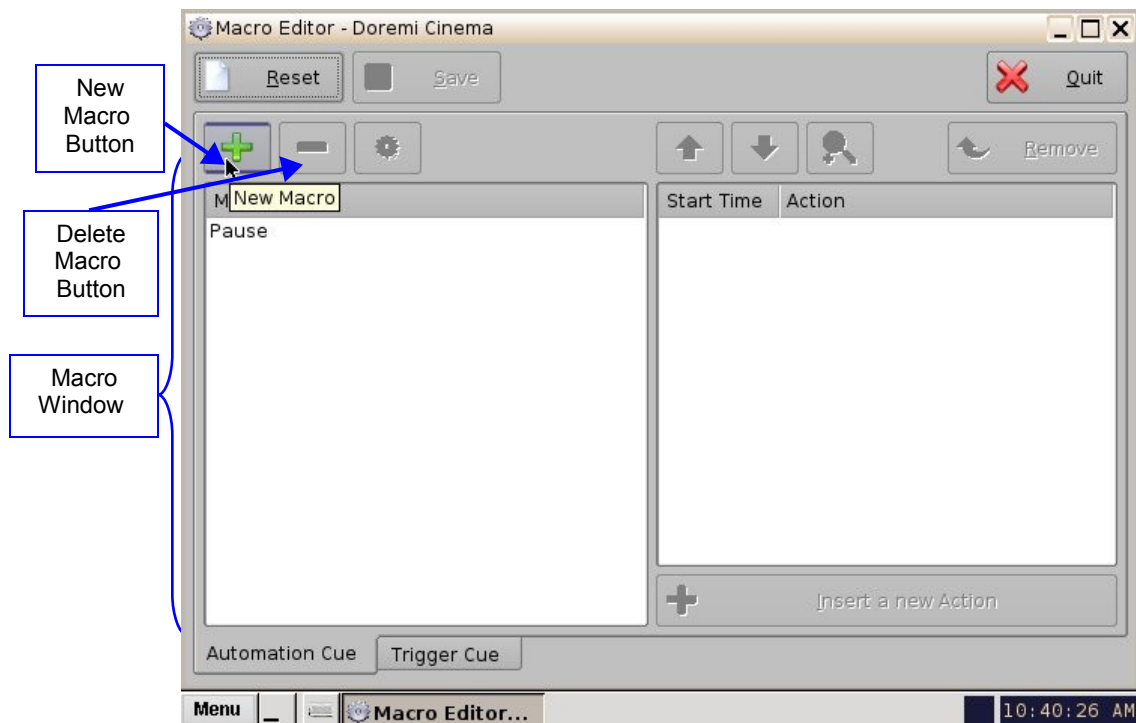 Macro Editor - Doremi Cinema
Reset
Save
Quit
New
Macro
Button
Remove
M
New Macro
Start Time
Action
Pause
Delete
Macro
Button
Macro
Window
Insert a new Action
Automation Cue
Trigger Cue
Menu
Macro Editor...
10:40:26 AM